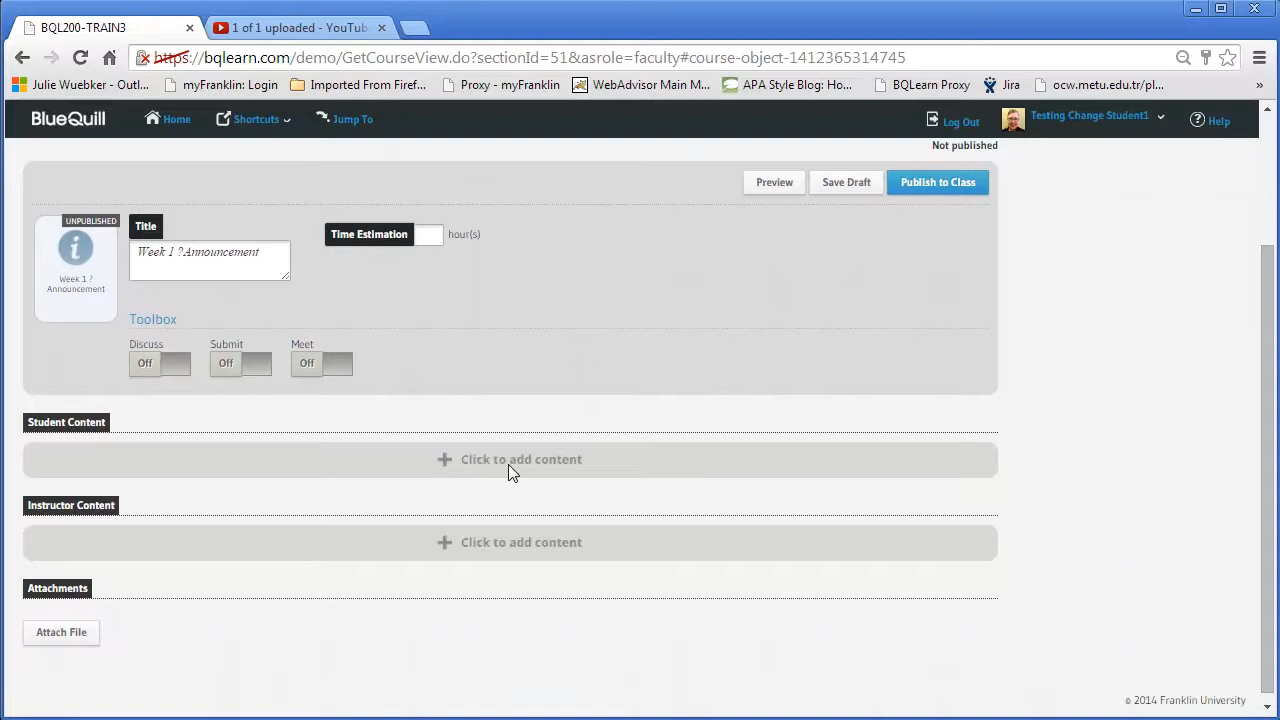 BQL200-TRAIN3
1 of 1 uploaded - YouTub
https://bqlearn.com/demo/GetCourseView.do?sectionId=51&asrole=faculty#course-object-1412365314745
Julie Wuebker - Outl...
myFranklin: Login
Imported From Firef...
Proxy - myFranklin
WebAdvisor Main M...
APA Style Blog: Ho...
BQLearn Proxy
Jira
ocw.metu.edu.tr/pl...
»
BlueQuill
Home
Shortcuts
Jump To
Log Out
Testing Change Student1
Help
Not published
Preview
Save Draft
Publish to Class
UNPUBLISHED
Week 1 ?
Announcement
Title
Week 1 ?Announcement
Time Estimation
hour(s)
Toolbox
Discuss
Submit
Meet
Off
Off
Off
Student Content
Click to add content
Instructor Content
Click to add content
Attachments
Attach File
© 2014 Franklin University